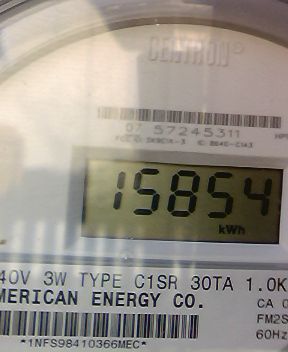 CENTRON®
07 57245311
15854
kWh
40V 3W TYPE C1SR 30TA 1.0K
MERICAN ENERGY CO.
CA 0
FM2S
60Hz
*1NFS98410366MEC*